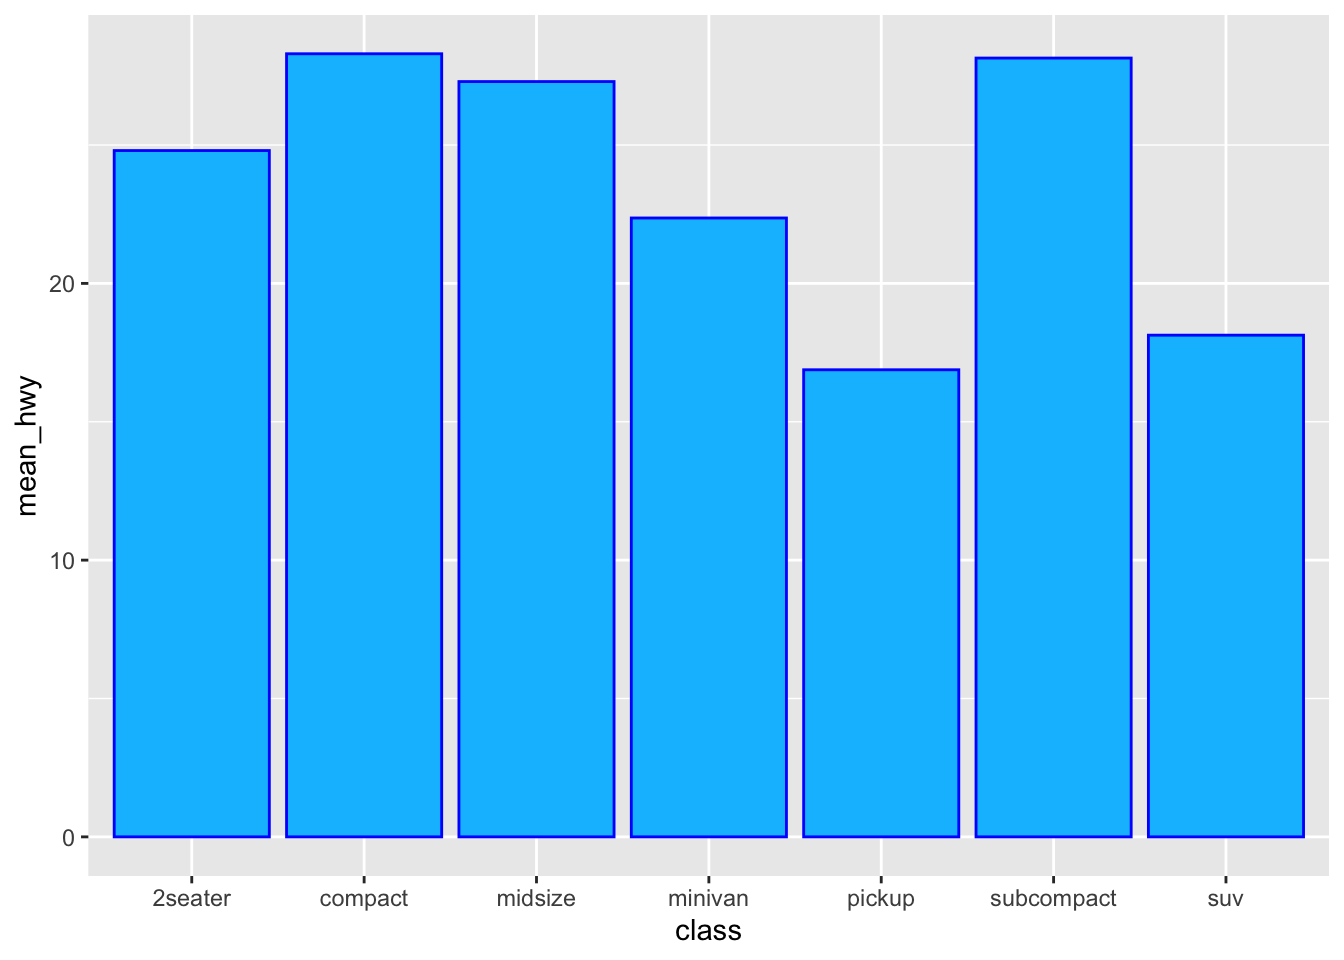 mean_hwy
20
10
0
2seater compact midsize minivan pickup subcompact suv
class